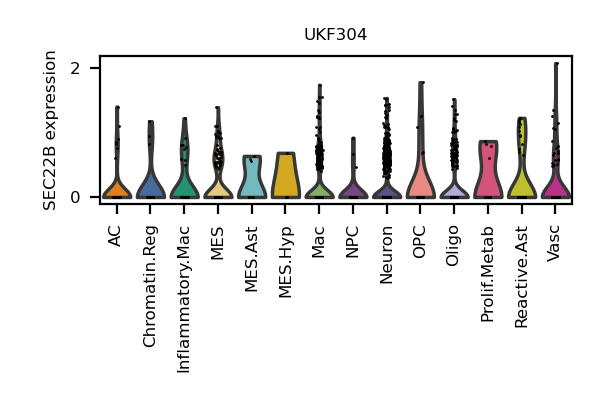 UKF304
SEC22B expression
2
0
AC
Chromatin.Reg
Inflammatory.Mac
MES
MES.Ast
MES.Hyp
Mac
NPC
Neuron
OPC
Oligo
Prolif.Metab
Reactive.Ast
Vasc